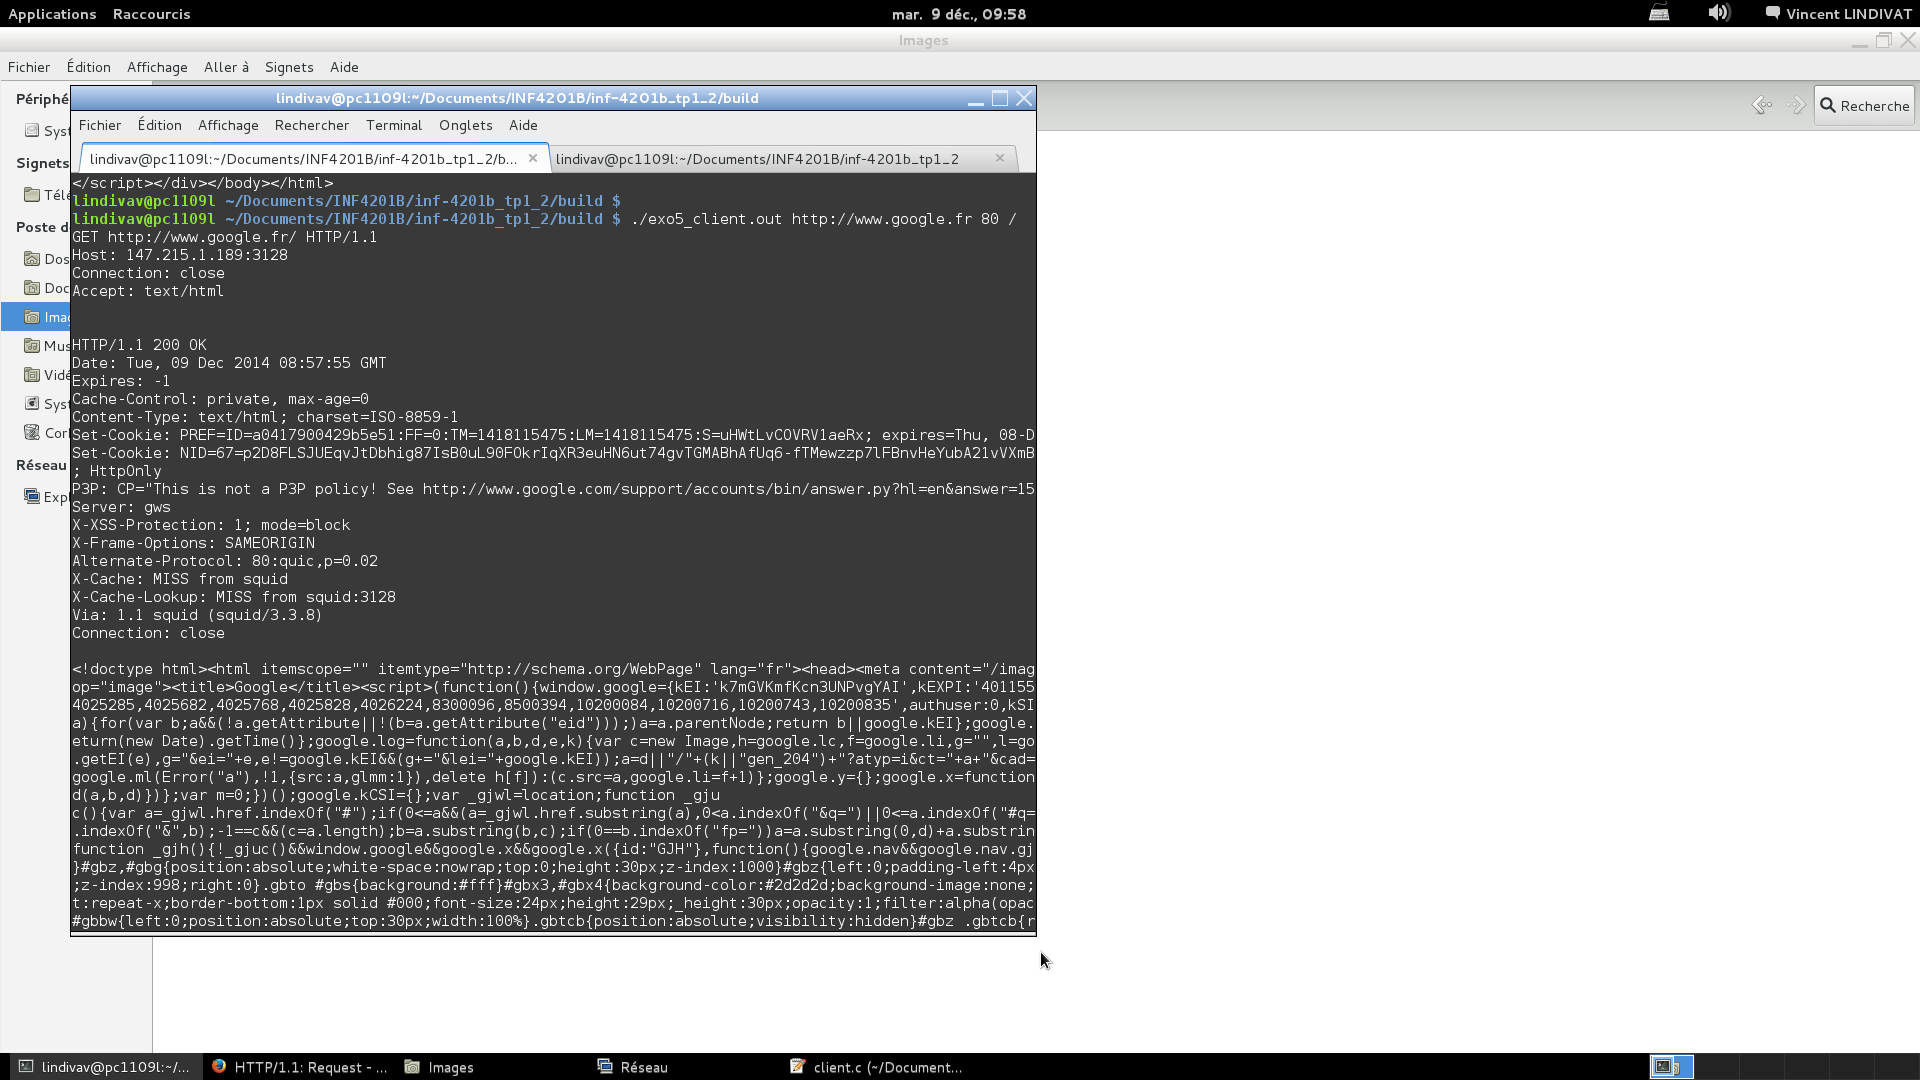 Applications Raccourcis mar. 9 déc., 09:58 Vincent LINDIVAT
Images
Fichier Édition Affichage Aller à Signets Aide
Périphé
Recherche
Syst
Signets
Télé
Poste d
Dos
Doc
Imag
Mus
Vidé
Syst
Corl
Réseau
Expl
lindivav@pc1109l:~/Documents/INF4201B/inf-4201b_tp1_2/build
Fichier Édition Affichage Rechercher Terminal Onglets Aide
lindivav@pc1109l:~/Documents/INF4201B/inf-4201b_tp1_2/b... × lindivav@pc1109l:~/Documents/INF4201B/inf-4201b_tp1_2 ×
</script></div></body></html>
lindivav@pc1109l ~/Documents/INF4201B/inf-4201b_tp1_2/build $
lindivav@pc1109l ~/Documents/INF4201B/inf-4201b_tp1_2/build $ ./exo5_client.out http://www.google.fr 80 /
GET http://www.google.fr/ HTTP/1.1
Host: 147.215.1.189:3128
Connection: close
Accept: text/html
HTTP/1.1 200 OK
Date: Tue, 09 Dec 2014 08:57:55 GMT
Expires: -1
Cache-Control: private, max-age=0
Content-Type: text/html; charset=ISO-8859-1
Set-Cookie: PREF=ID=a0417900429b5e51:FF=0:TM=1418115475:LM=1418115475:S=uHWtLvCOVRV1aeRx; expires=Thu, 08-D
Set-Cookie: NID=67=p2D8FLSJUEqvJtDbhig87IsB0uL90FOkrIqXR3euHN6ut74gvTGMABhAfUq6-fTMewzzp7lFBnvHeYubA21vVXmB
; HttpOnly
P3P: CP="This is not a P3P policy! See http://www.google.com/support/accounts/bin/answer.py?hl=en&answer=15
Server: gws
X-XSS-Protection: 1; mode=block
X-Frame-Options: SAMEORIGIN
Alternate-Protocol: 80:quic,p=0.02
X-Cache: MISS from squid
X-Cache-Lookup: MISS from squid:3128
Via: 1.1 squid (squid/3.3.8)
Connection: close
<!doctype html><html itemscope="" itemtype="http://schema.org/WebPage" lang="fr"><head><meta content="/imag
op="image"><title>Google</title><script>(function(){window.google={kEI:'k7mGVKmfKcn3UNPvgYAI',kEXPI:'401155
4025285,4025682,4025768,4025828,4026224,8300096,8500394,10200084,10200716,10200743,10200835',authuser:0,kSI
a){for(var b;a&&(!a.getAttribute||!(b=a.getAttribute("eid")));)a=a.parentNode;return b||google.kEI};google.
eturn(new Date).getTime()};google.log=function(a,b,d,e,k){var c=new Image,h=google.lc,f=google.li,g="",l=go
.getEI(e),g="&ei="+e,e!=google.kEI&&(g+="&lei="+google.kEI));a=d||"/"+(k||"gen_204")+"?atyp=i&ct="+a+"&cad=
google.ml(Error("a"),!1,{src:a,glmm:1}),delete h[f]):(c.src=a,google.li=f+1)};google.y={};google.x=function
d(a,b,d)})};var m=0;})();google.kCSI={};var _gjwl=location;function _gju
c(){var a=_gjwl.href.indexOf("#");if(0<=a&&(a=_gjwl.href.substring(a),0<a.indexOf("&q=")||0<=a.indexOf("#q=
.indexOf("&",b);-1==c&&(c=a.length);b=a.substring(b,c);if(0==b.indexOf("fp="))a=a.substring(0,d)+a.substrin
function _gjh(){!_gjuc()&&window.google&&google.x&&google.x({id:"GJH"},function(){google.nav&&google.nav.gj
}#gbz,#gbg{position:absolute;white-space:nowrap;top:0;height:30px;z-index:1000}#gbz{left:0;padding-left:4px
;z-index:998;right:0}.gbto #gbs{background:#fff}#gbx3,#gbx4{background-color:#2d2d2d;background-image:none;
t:repeat-x;border-bottom:1px solid #000;font-size:24px;height:29px;_height:30px;opacity:1;filter:alpha(opac
#gbbw{left:0;position:absolute;top:30px;width:100%}.gbtcb{position:absolute;visibility:hidden}#gbz .gbtcb{r
lindivav@pc1109l:~/... HTTP/1.1: Request - ... Images Réseau client.c (~/Document...